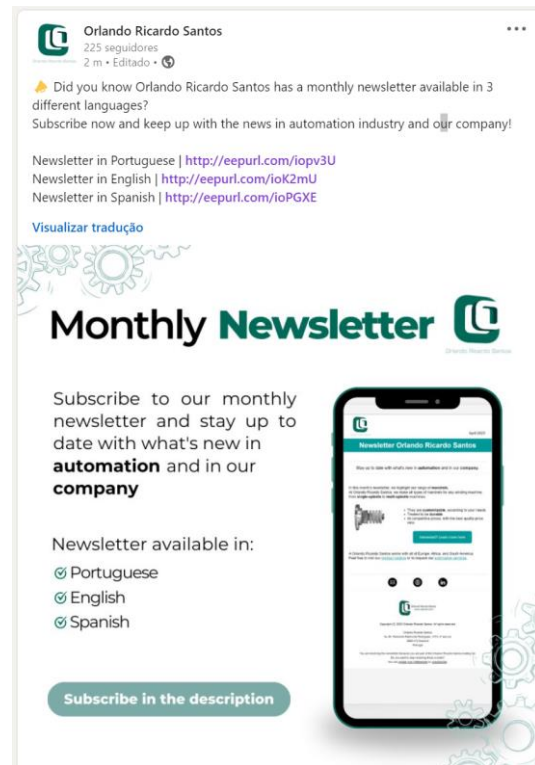 Orlando Ricardo Santos
225 seguidores
2 m • Editado •
Did you know Orlando Ricardo Santos has a monthly newsletter available in 3
different languages?
Subscribe now and keep up with the news in automation industry and our company!
Newsletter in Portuguese | http://eepurl.com/iopv3U
Newsletter in English | http://eepurl.com/ioK2mU
Newsletter in Spanish | http://eepurl.com/ioPGXE
Visualizar tradução
Monthly Newsletter
Orlando Ricardo Santos
Subscribe to our monthly
newsletter and stay up to
date with what's new in
automation and in our
company
Newsletter available in:
Portuguese
English
Spanish
Subscribe in the description
Newsletter Orlando Ricardo Santos
Stay up to date with what's new in automation and in our company.